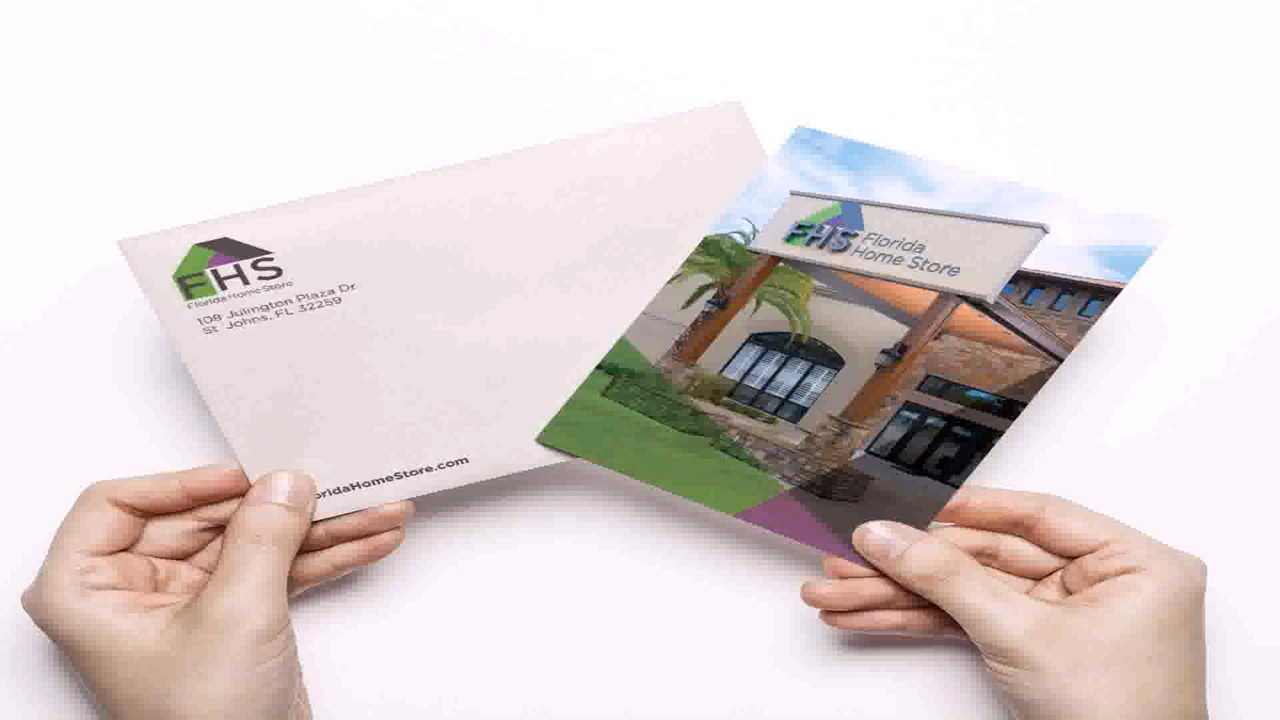 FHS
Florida Home Store
108 Julington Plaza Dr
St Johns, FL 32259
oridaHomeStore.com
FHS
Florida
Home Store